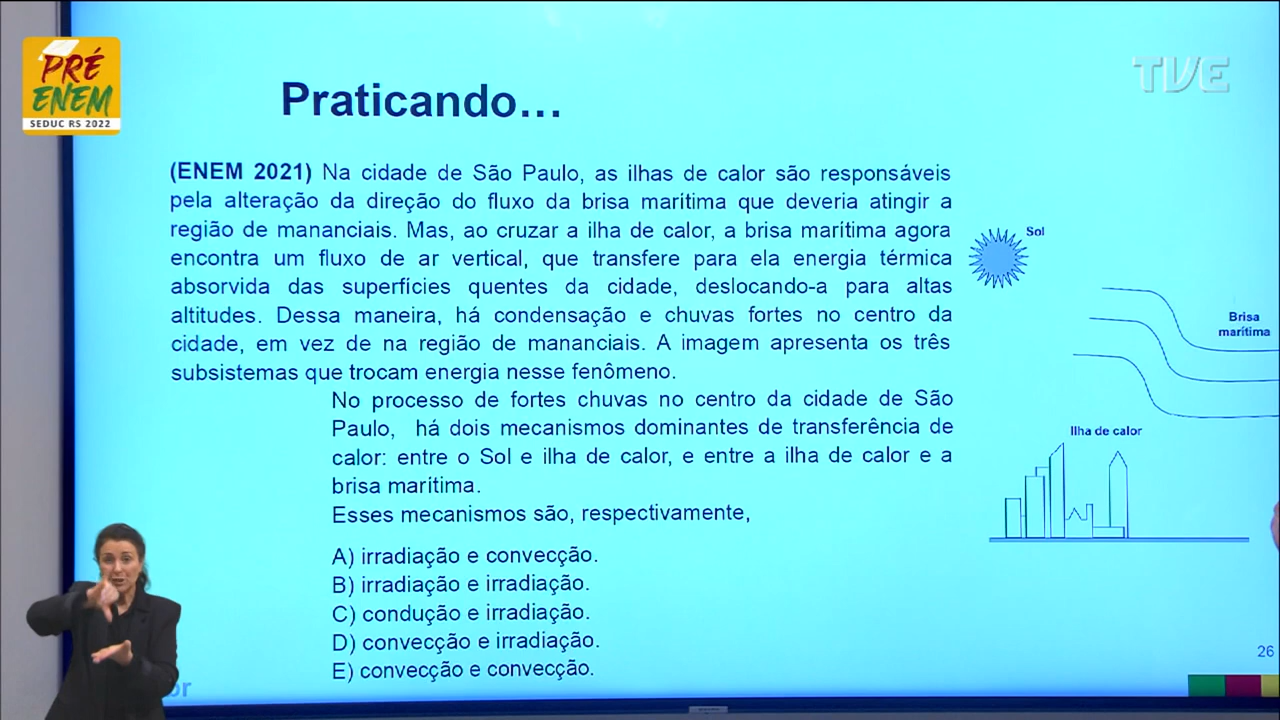 PRÉ
ENEM
SEDUC RS 2022
TVE
Praticando...
(ENEM 2021) Na cidade de São Paulo, as ilhas de calor são responsáveis
pela alteração da direção do fluxo da brisa marítima que deveria atingir a
região de mananciais. Mas, ao cruzar a ilha de calor, a brisa marítima agora
encontra um fluxo de ar vertical, que transfere para ela energia térmica
absorvida das superfícies quentes da cidade, deslocando-a para altas
altitudes. Dessa maneira, há condensação e chuvas fortes no centro da
cidade, em vez de na região de mananciais. A imagem apresenta os três
subsistemas que trocam energia nesse fenômeno.
No processo de fortes chuvas no centro da cidade de São
Paulo, há dois mecanismos dominantes de transferência de
calor: entre o Sol e ilha de calor, e entre a ilha de calor e a
brisa marítima.
Esses mecanismos são, respectivamente,
A) irradiação e convecção.
B) irradiação e irradiação.
C) condução e irradiação.
D) convecção e irradiação.
E) convecção e convecção.
Sol
Brisa
marítima
Ilha de calor
26